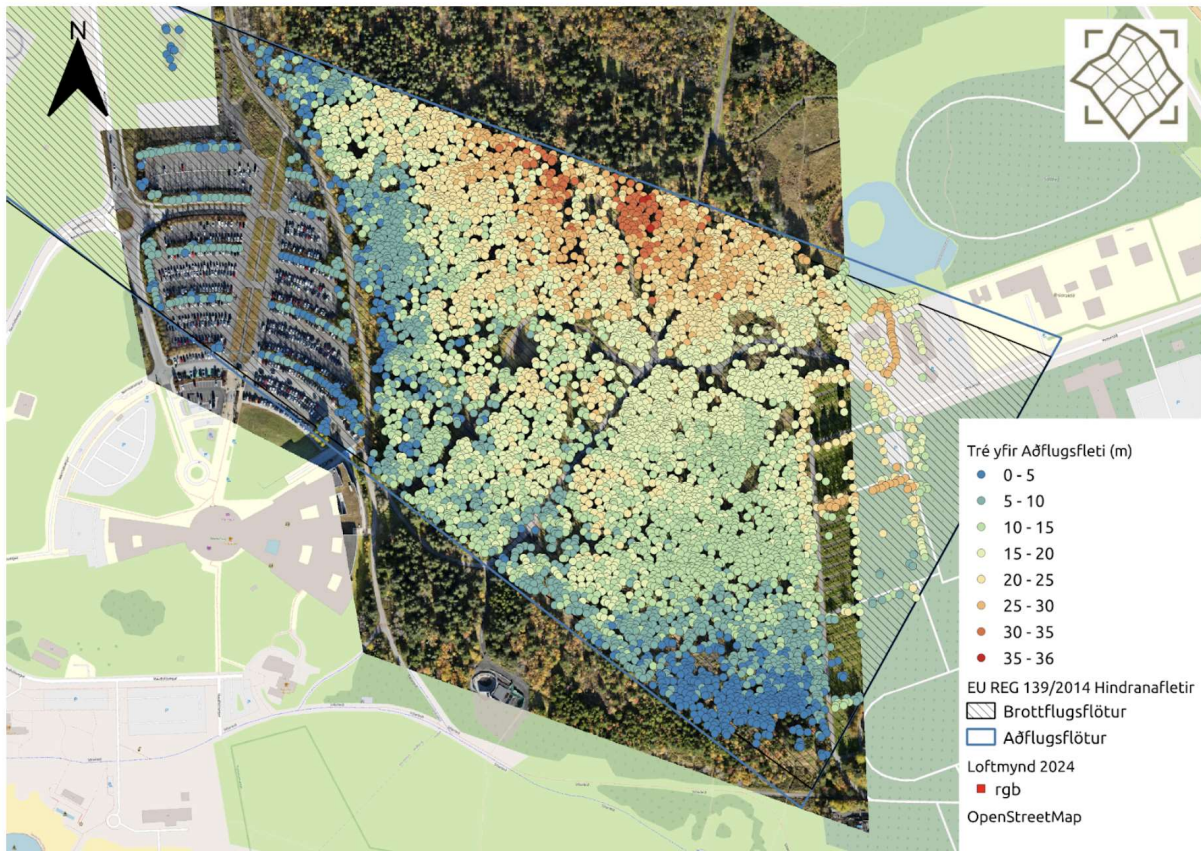 N
Tré yfir Aðflugsfleti (m)
0 - 5
5 - 10
10 - 15
15 - 20
20 - 25
25 - 30
30 - 35
35 - 36
EU REG 139/2014 Hindranafletir
Brottflugsflötur
Aðflugsflötur
Loftmynd 2024
rgb
OpenStreetMap